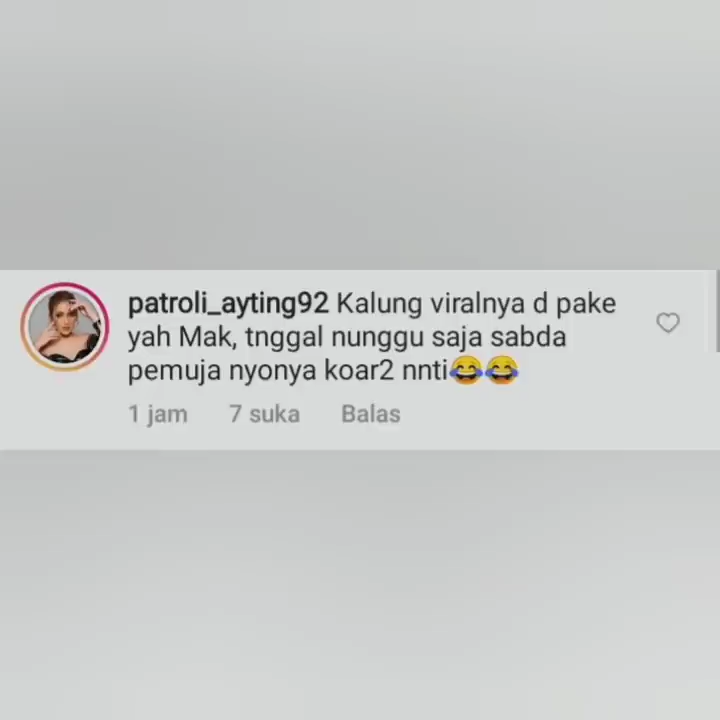 patroli_ayting92 Kalung viralnya d pake
yah Mak, tnggal nunggu saja sabda
pemuja nyonya koar2 nnti😂😂
1 jam 7 suka Balas